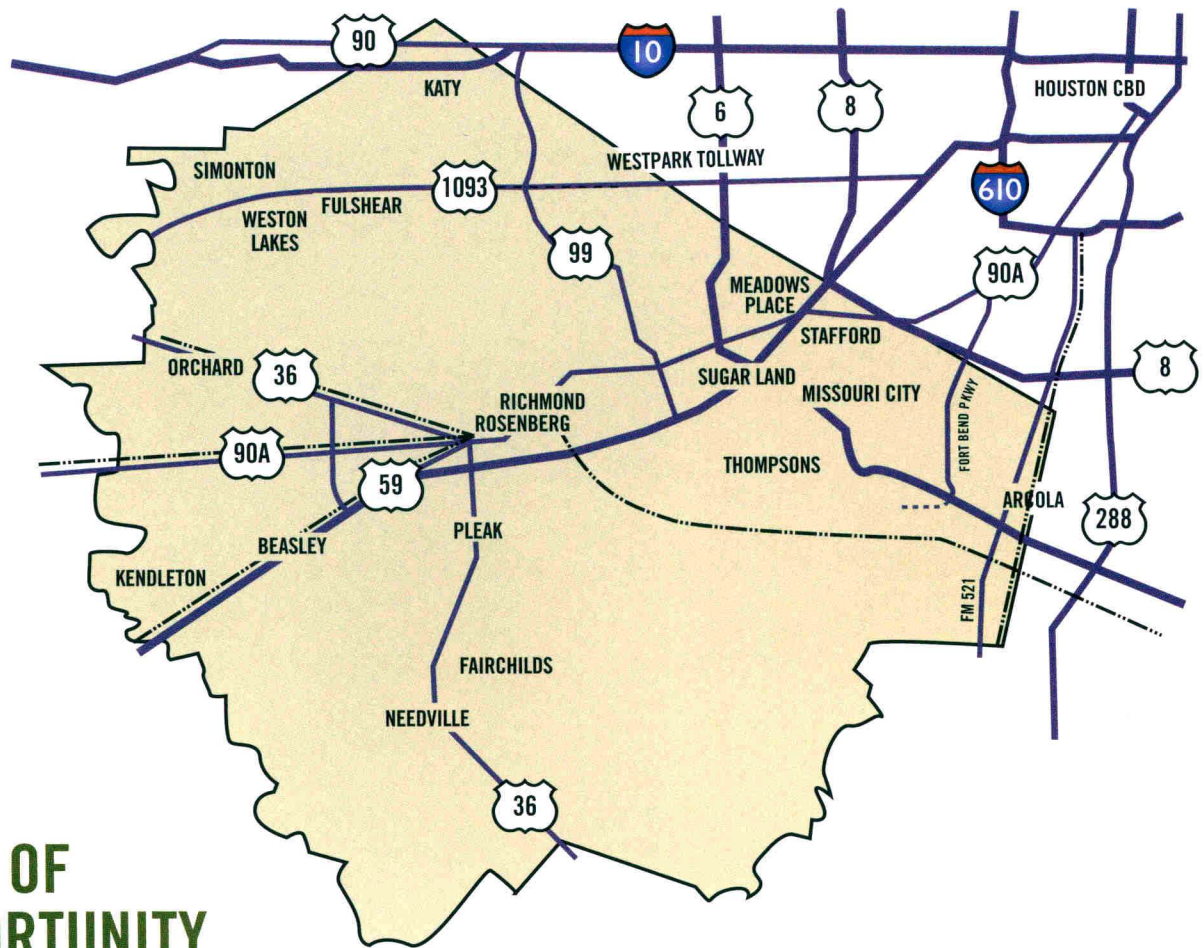 90
10
KATY
6
8
HOUSTON CBD
SIMONTON
WESTPARK TOLLWAY
1093
610
FULSHEAR
WESTON
LAKES
99
90A
MEADOWS
PLACE
STAFFORD
ORCHARD
36
8
SUGAR LAND
RICHMOND
MISSOURI CITY
ROSENBERG
FORT BEND PKWY
90A
THOMPSONS
59
ARCOLA
288
PLEAK
BEASLEY
KENDLETON
FM 521
FAIRCHILDS
NEEDVILLE
36
OF
ORTUNITY